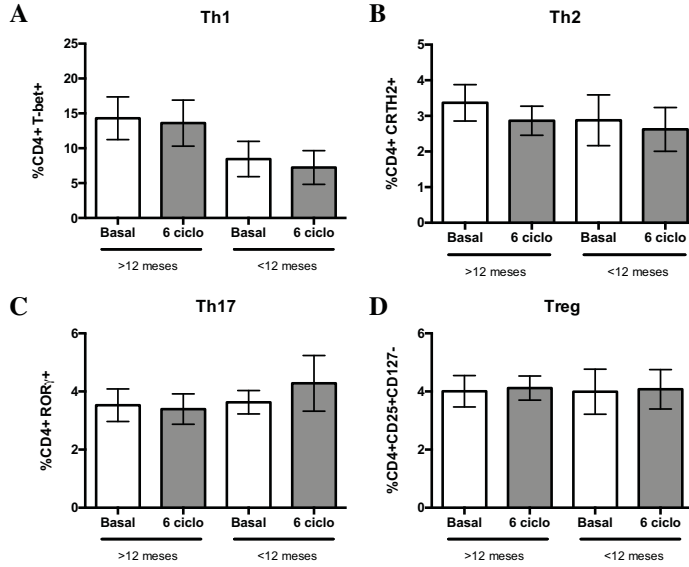 A
Th1
%CD4+ T-bet+
25
20
15
10
5
0
Basal 6 ciclo Basal 6 ciclo
>12 meses <12 meses
B
Th2
%CD4+ CRTH2+
5
4
3
2
1
0
Basal 6 ciclo Basal 6 ciclo
>12 meses <12 meses
C
Th17
%CD4+ RORγ+
6
4
2
0
Basal 6 ciclo Basal 6 ciclo
>12 meses <12 meses
D
Treg
%CD4+CD25+CD127-
6
4
2
0
Basal 6 ciclo Basal 6 ciclo
>12 meses <12 meses